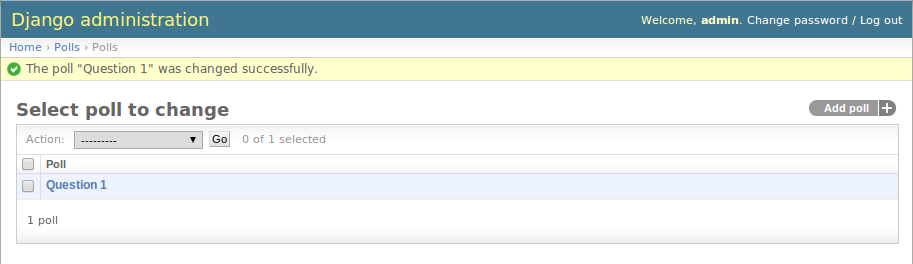 Django administration
Welcome, admin. Change password / Log out
Home › Polls › Polls
The poll "Question 1" was changed successfully.
Select poll to change
Add poll +
Action: --------- Go 0 of 1 selected
Poll
Question 1
1 poll